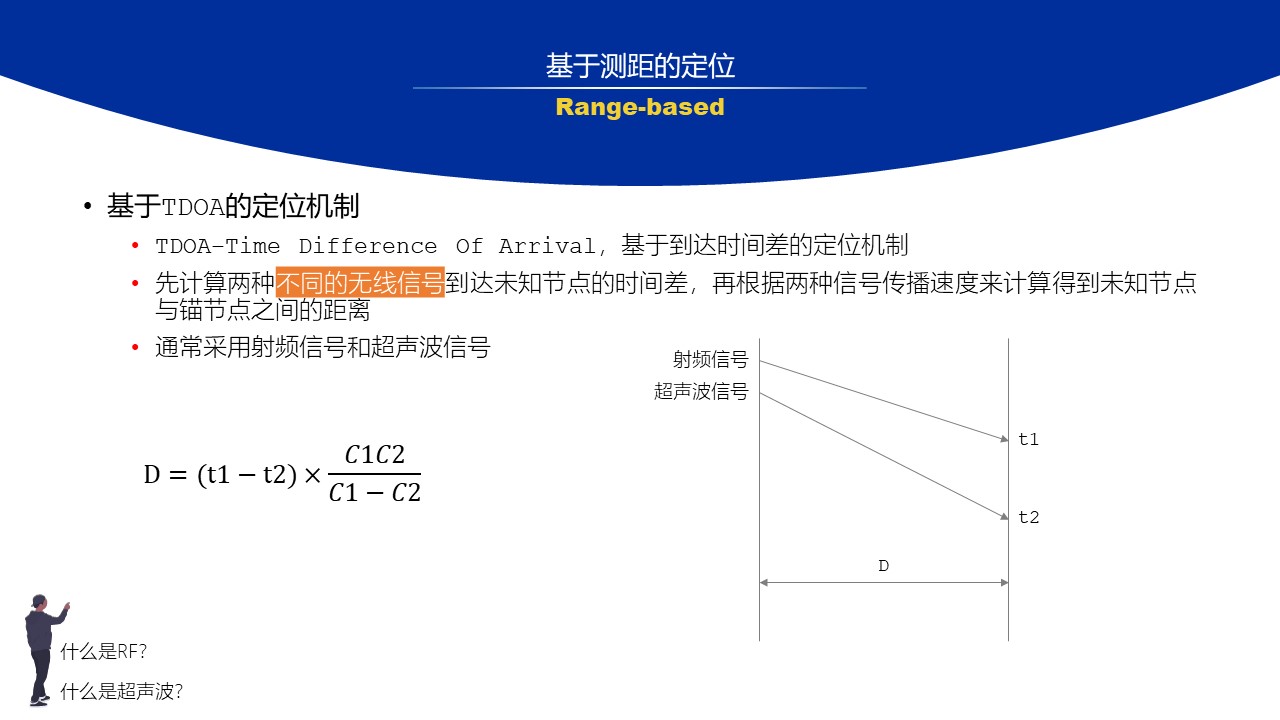 基于测距的定位
Range-based
• 基于TDOA的定位机制
• TDOA-Time Difference Of Arrival，基于到达时间差的定位机制
• 先计算两种不同的无线信号到达未知节点的时间差，再根据两种信号传播速度来计算得到未知节点
与锚节点之间的距离
• 通常采用射频信号和超声波信号
射频信号
超声波信号
t1
D = (t1 − t2) × C1C2 / (C1 − C2)
t2
D
什么是RF?
什么是超声波?